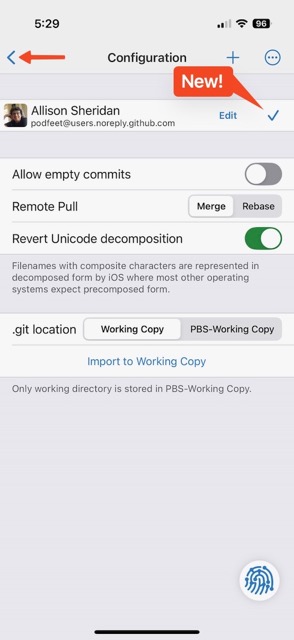 5:29
96
Configuration
New!
Allison Sheridan
podfeet@users.noreply.github.com
Edit
Allow empty commits
Remote Pull
Merge
Rebase
Revert Unicode decomposition
Filenames with composite characters are represented in
decomposed form by iOS where most other operating
systems expect precomposed form.
.git location
Working Copy
PBS-Working Copy
Import to Working Copy
Only working directory is stored in PBS-Working Copy.